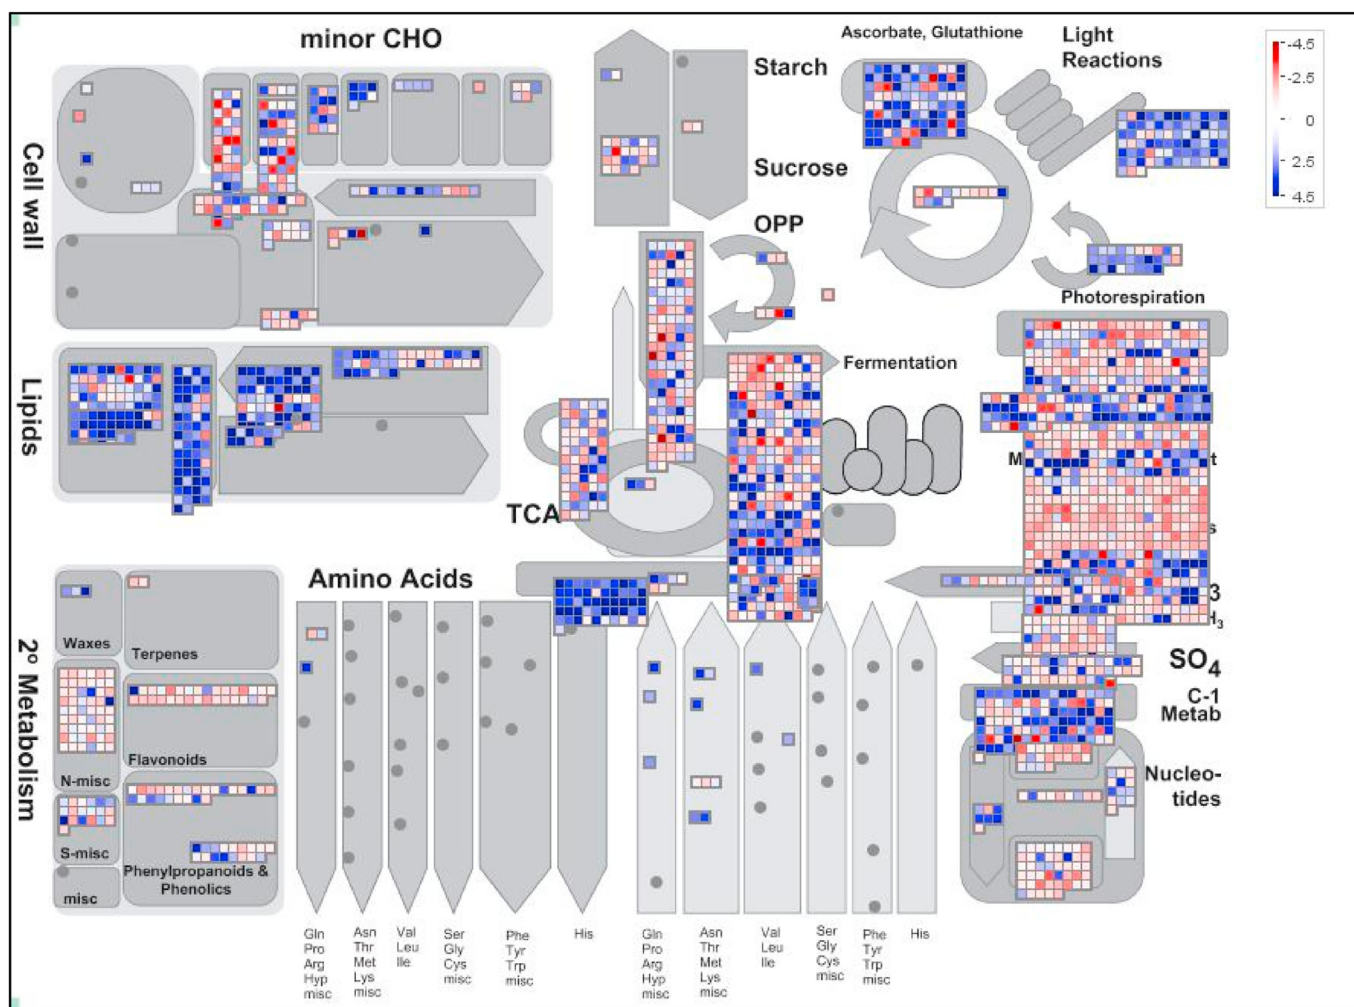 minor CHO
Cell wall
Lipids
2º Metabolism
Starch
Sucrose
OPP
Ascorbate, Glutathione
Light
Reactions
-4.5
-2.5
0
2.5
4.5
Photorespiration
Fermentation
M
t
s
TCA
Amino Acids
3
H3
SO4
C-1
Metab
Nucleo-
tides
Waxes
Terpenes
Flavonoids
N-misc
S-misc
Phenylpropanoids &
Phenolics
misc
Gln
Pro
Arg
Hyp
misc
Asn
Thr
Met
Lys
misc
Val
Leu
Ile
Ser
Gly
Cys
misc
Phe
Tyr
Trp
misc
His
Gln
Pro
Arg
Hyp
misc
Asn
Thr
Met
Lys
misc
Val
Leu
Ile
Ser
Gly
Cys
misc
Phe
Tyr
Trp
misc
His